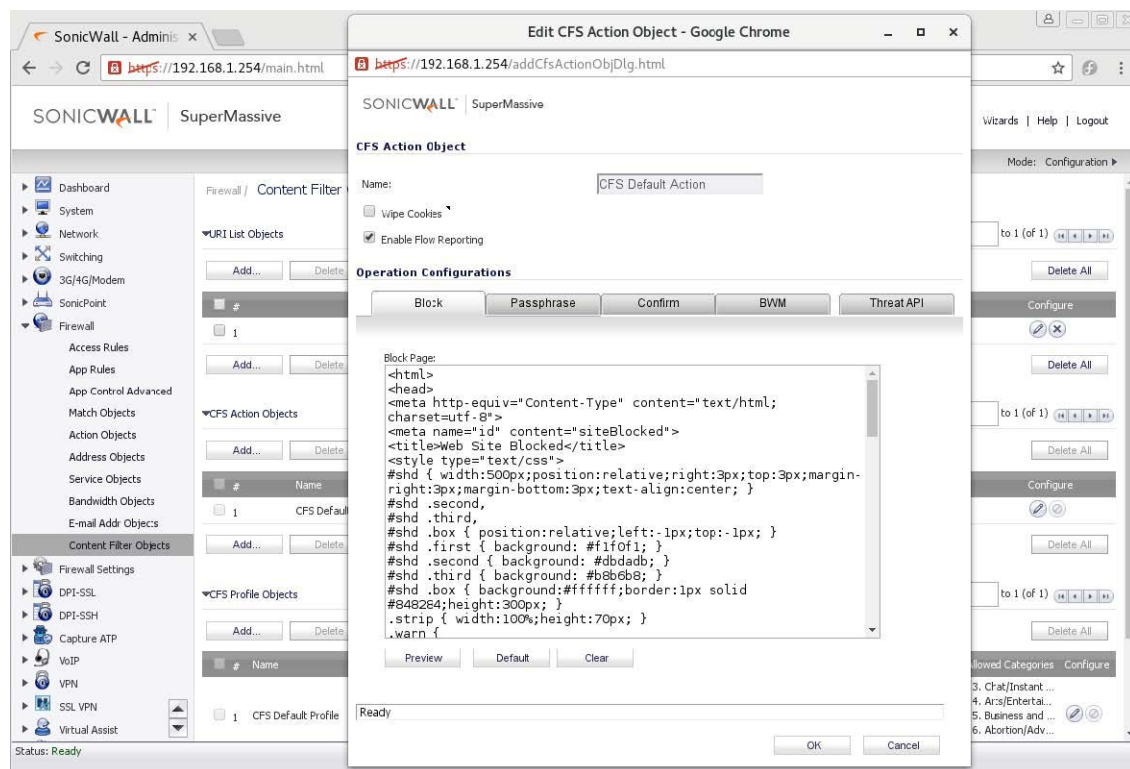 SonicWall - Adminis
https://192.168.1.254/main.html
SONICWALL SuperMassive
Wizards | Help | Logout
Mode: Configuration
Dashboard
System
Network
Switching
3G/4G/Modem
SonicPoint
Firewall
Access Rules
App Rules
App Control Advanced
Match Objects
Action Objects
Address Objects
Service Objects
Bandwidth Objects
E-mail Addr Objects
Content Filter Objects
Firewall Settings
DPI-SSL
DPI-SSH
Capture ATP
VoIP
VPN
SSL VPN
Virtual Assist
Status: Ready
Firewall / Content Filter
URI List Objects
to 1 (of 1)
Add... Delete
Delete All
# Configure
1
Add... Delete
Delete All
CFS Action Objects
to 1 (of 1)
Add... Delete
Delete All
# Name Configure
1 CFS Defaul
Add... Delete
Delete All
CFS Profile Objects
to 1 (of 1)
Add... Delete
Delete All
# Name
llowed Categories Configure
1 CFS Default Profile
3. Chat/Instant ...
4. Arts/Entertai...
5. Business and ...
6. Abortion/Adv...
Edit CFS Action Object - Google Chrome
https://192.168.1.254/addCfsActionObjDlg.html
SONICWALL SuperMassive
CFS Action Object
Name: CFS Default Action
Wipe Cookies
Enable Flow Reporting
Operation Configurations
Block Passphrase Confirm BWM Threat API
Block Page:
<html>
<head>
<meta http-equiv="Content-Type" content="text/html;
charset=utf-8">
<meta name="id" content="siteBlocked">
<title>Web Site Blocked</title>
<style type="text/css">
#shd { width:500px;position:relative;right:3px;top:3px;margin-
right:3px;margin-bottom:3px;text-align:center; }
#shd .second,
#shd .third,
#shd .box { position:relative;left:-1px;top:-1px; }
#shd .first { background: #f1f0f1; }
#shd .second { background: #dbdadb; }
#shd .third { background: #b8b6b8; }
#shd .box { background:#ffffff;border:1px solid
#848284;height:300px; }
.strip { width:100%;height:70px; }
.warn {
Preview Default Clear
Ready
OK Cancel